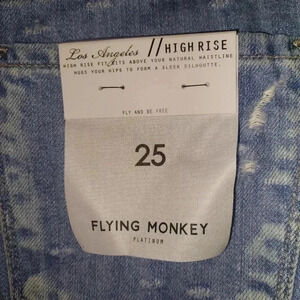 Los Angeles // HIGH RISE
HIGH RISE FIT SITS ABOVE YOUR NATURAL WAISTLINE
HUGS YOUR HIPS TO FORM A SLEEK SILHOUTTE.
FLY AND BE FREE
25
FLYING MONKEY
PLATINUM